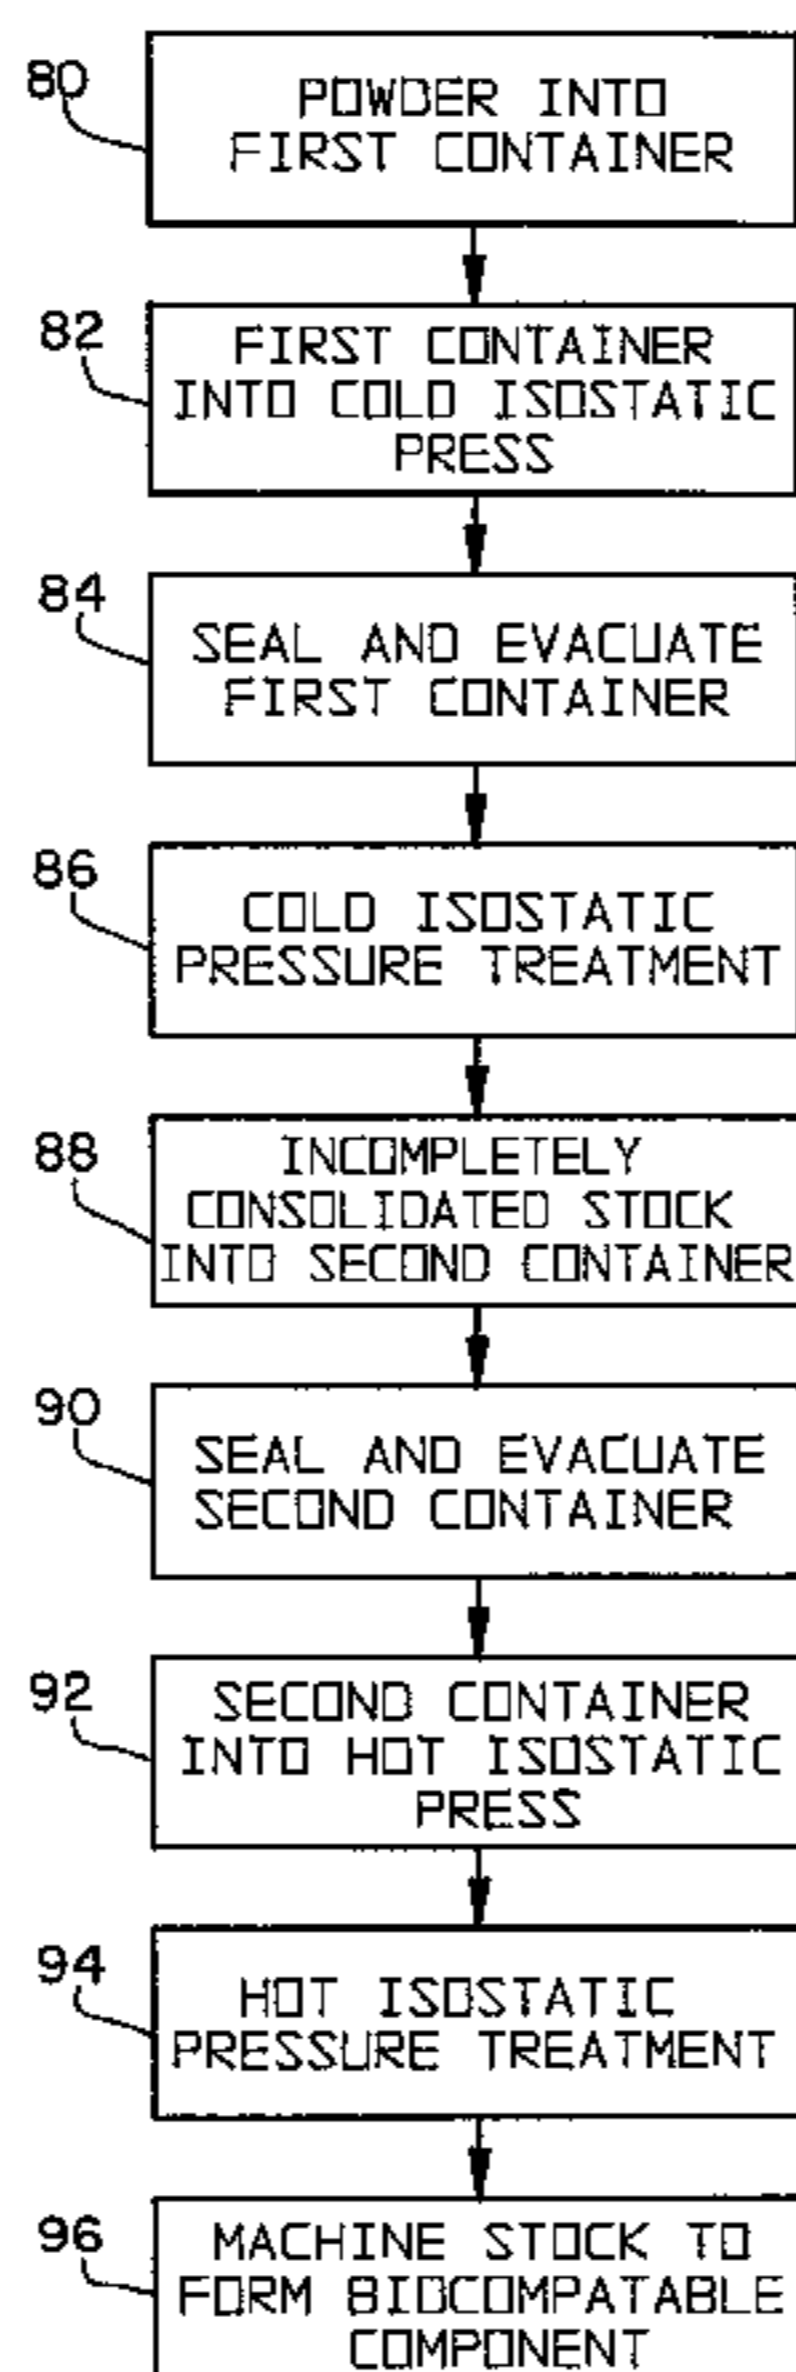 80
POWDER INTO
FIRST CONTAINER
82
FIRST CONTAINER
INTO COLD ISOSTATIC
PRESS
84
SEAL AND EVACUATE
FIRST CONTAINER
86
COLD ISOSTATIC
PRESSURE TREATMENT
88
INCOMPLETELY
CONSOLIDATED STOCK
INTO SECOND CONTAINER
90
SEAL AND EVACUATE
SECOND CONTAINER
92
SECOND CONTAINER
INTO HOT ISOSTATIC
PRESS
94
HOT ISOSTATIC
PRESSURE TREATMENT
96
MACHINE STOCK TO
FORM BIOCOMPATABLE
COMPONENT